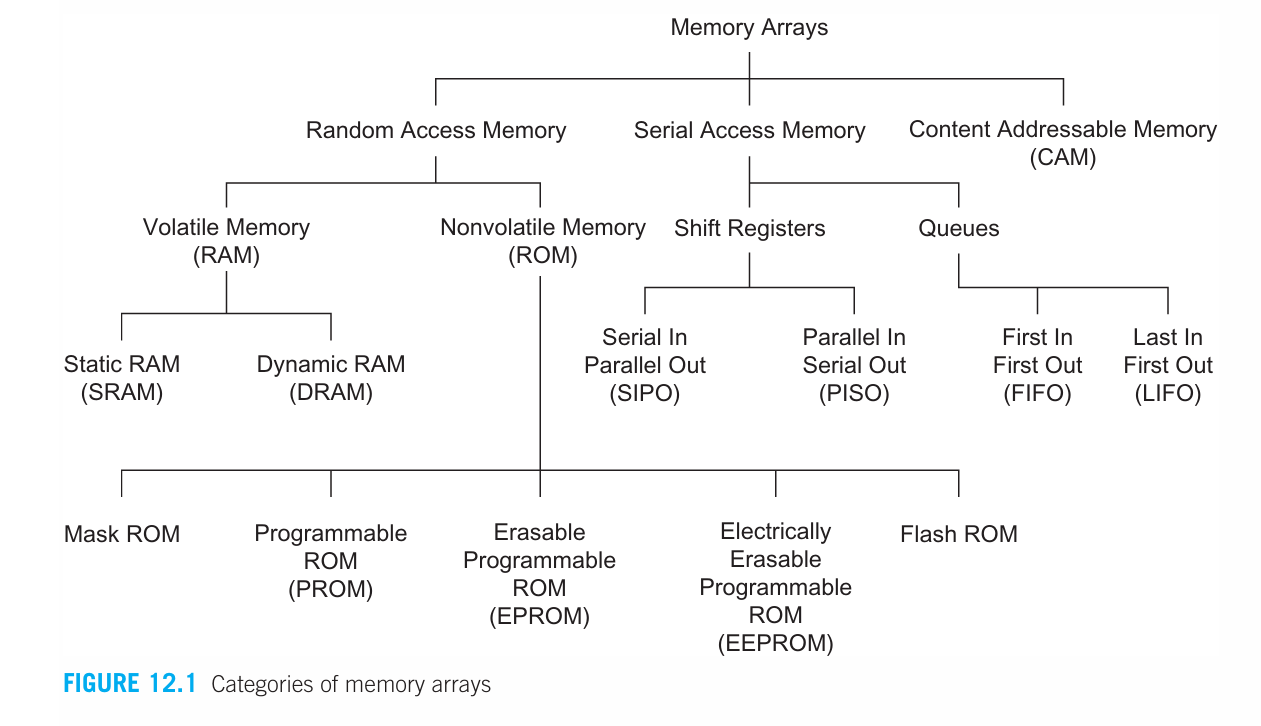 Memory Arrays
Random Access Memory
Serial Access Memory
Content Addressable Memory
(CAM)
Volatile Memory
(RAM)
Nonvolatile Memory
(ROM)
Shift Registers
Queues
Static RAM
(SRAM)
Dynamic RAM
(DRAM)
Serial In
Parallel Out
(SIPO)
Parallel In
Serial Out
(PISO)
First In
First Out
(FIFO)
Last In
First Out
(LIFO)
Mask ROM
Programmable
ROM
(PROM)
Erasable
Programmable
ROM
(EPROM)
Electrically
Erasable
Programmable
ROM
(EEPROM)
Flash ROM
FIGURE 12.1 Categories of memory arrays